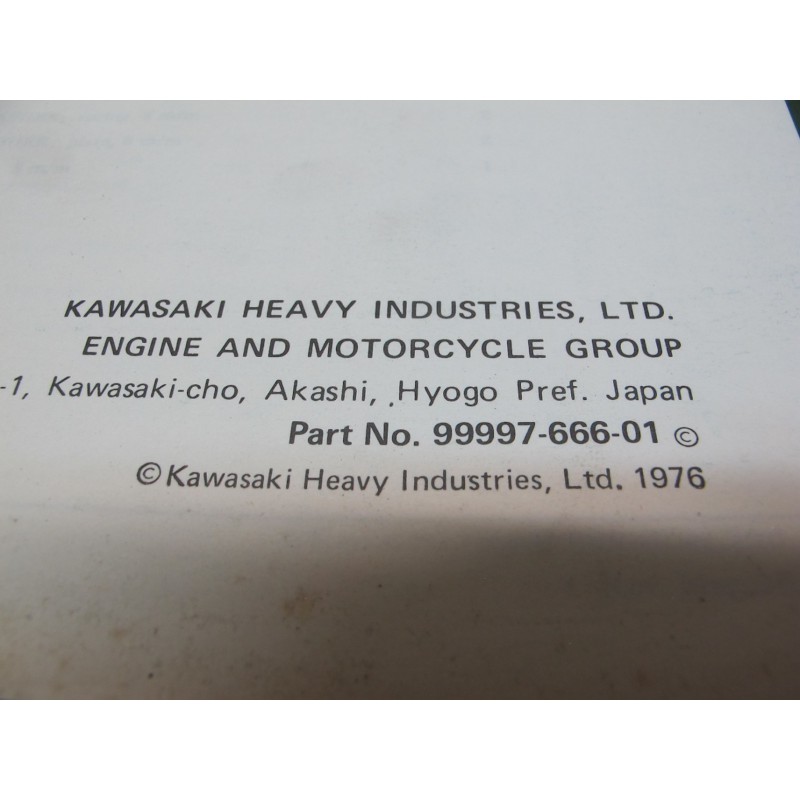 KAWASAKI HEAVY INDUSTRIES, LTD.
ENGINE AND MOTORCYCLE GROUP
-1, Kawasaki-cho, Akashi, Hyogo Pref. Japan
Part No. 99997-666-01 ©
©Kawasaki Heavy Industries, Ltd. 1976